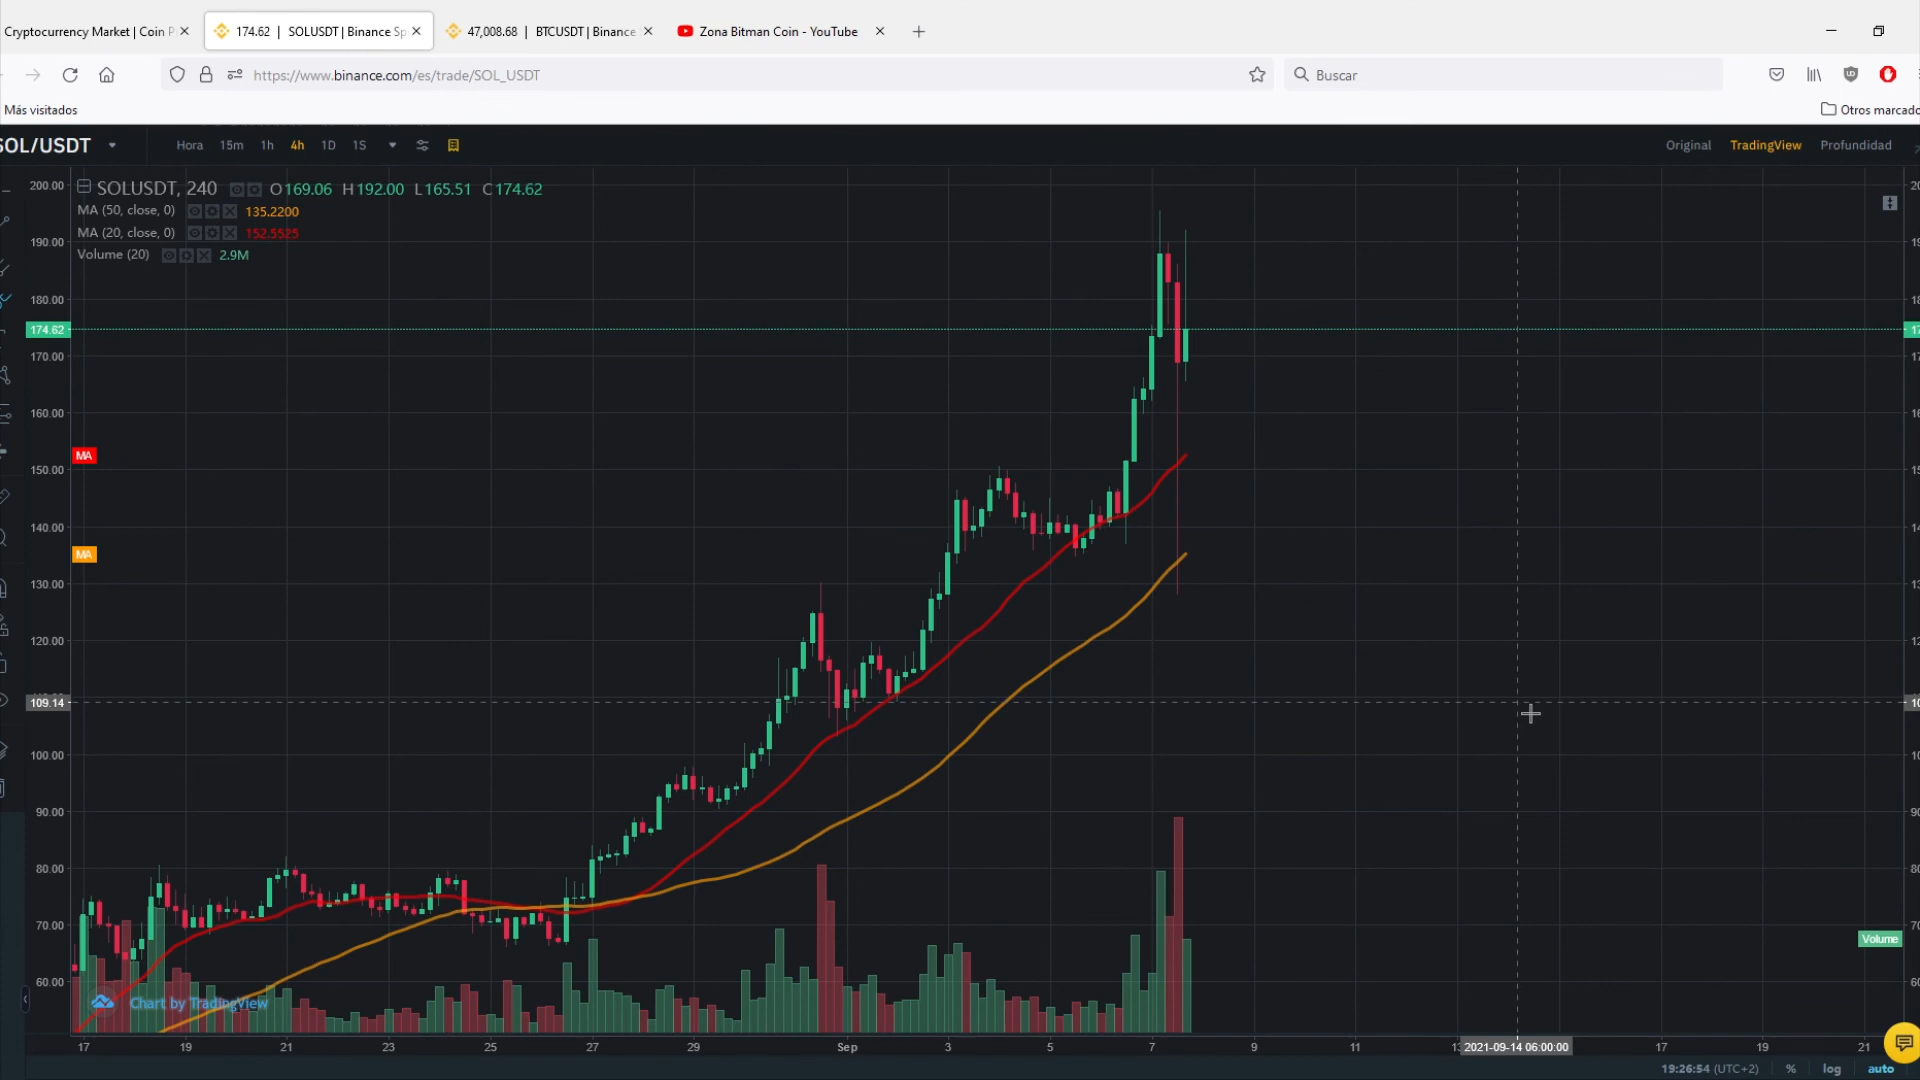 Cryptocurrency Market | Coin P
174.62 | SOLUSDT | Binance Sp
47,008.68 | BTCUSDT | Binance
Zona Bitman Coin - YouTube
https://www.binance.com/es/trade/SOL_USDT
Buscar
Más visitados
Otros marcado
SOL/USDT
Hora 15m 1h 4h 1D 1S
Original TradingView Profundidad
SOLUSDT, 240 O169.06 H192.00 L165.51 C174.62
MA (50, close, 0) 135.2200
MA (20, close, 0) 152.5525
Volume (20) 2.9M
200.00
190.00
180.00
174.62
170.00
160.00
MA
150.00
140.00
MA
130.00
120.00
109.14
100.00
90.00
80.00
70.00
Volume
60.00
Chart by TradingView
17 19 21 23 25 27 29 Sep 3 5 7 9 11 2021-09-14 06:00:00 17 19 21
19:26:54 (UTC+2) % log auto